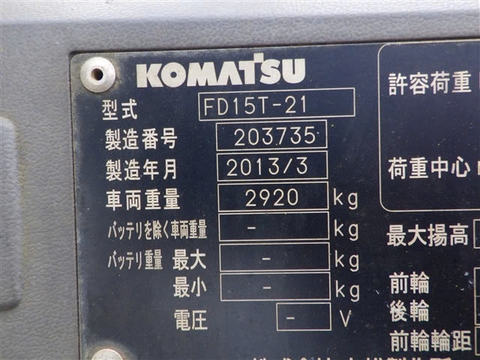 KOMATSU
型式 FD15T-21
製造番号 203735
製造年月 2013/3
車両重量 2920 kg
バッテリを除く車両重量 - kg
バッテリ重量 最大 - kg
最小 - kg
電圧 - V
許容荷重
荷重中心
最大揚高
前輪
後輪
前輪輪距